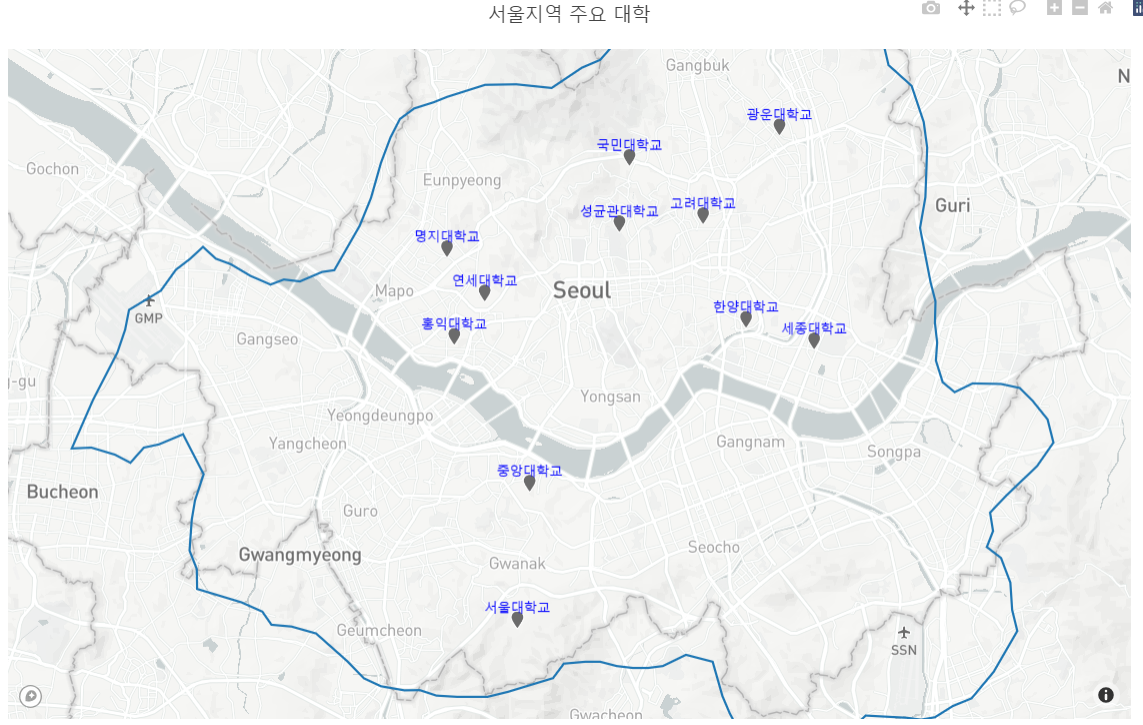 서울지역 주요 대학
Gangbuk
N
광운대학교
국민대학교
Gochon
Eunpyeong
성균관대학교
고려대학교
Guri
명지대학교
연세대학교
Seoul
Mapo
한양대학교
GMP
홍익대학교
세종대학교
Gangseo
g-gu
Yongsan
Yeongdeungpo
Yangcheon
Gangnam
Songpa
중앙대학교
Bucheon
Guro
Seocho
Gwangmyeong
Gwanak
서울대학교
Geumcheon
SSN
Gwacheon